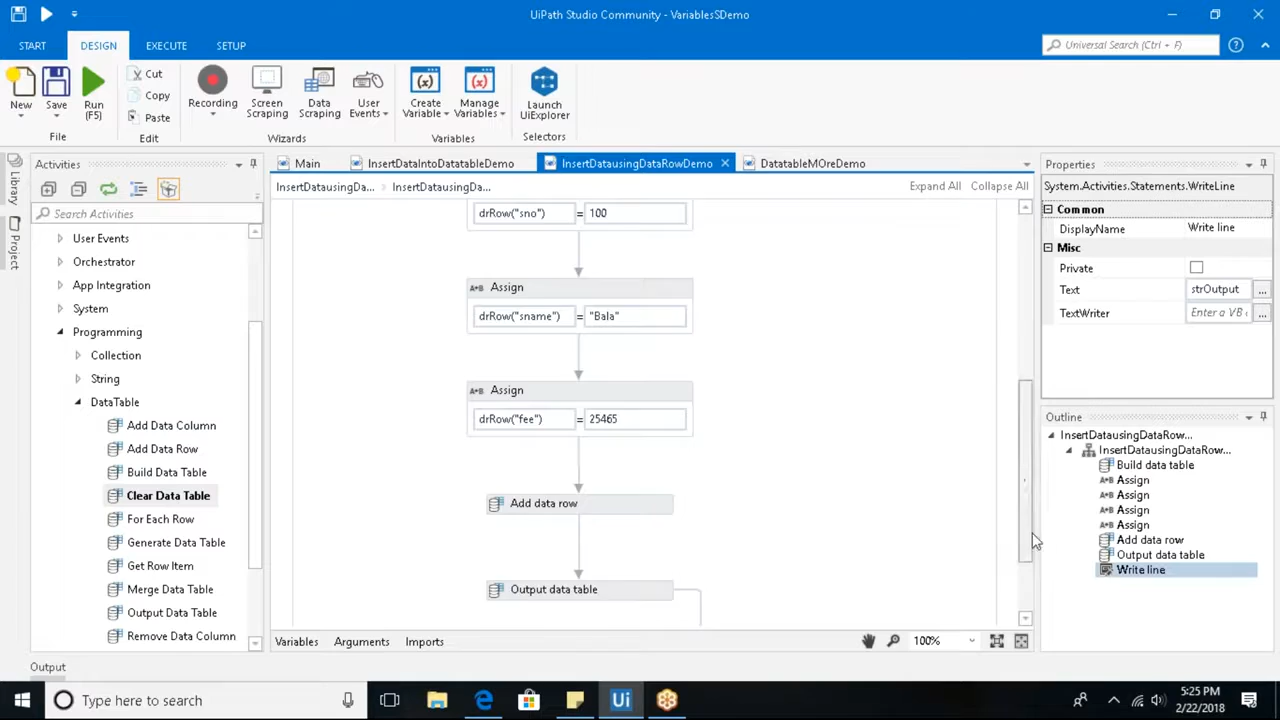 UiPath Studio Community - VariablesSDemo
START
DESIGN
EXECUTE
SETUP
Universal Search (Ctrl + F)
New
Save
Run
(F5)
Cut
Copy
Paste
Recording
Screen
Scraping
Data
Scraping
User
Events
Create
Variable
Manage
Variables
Launch
UiExplorer
File
Edit
Wizards
Variables
Selectors
Library
Project
Activities
Search Activities
User Events
Orchestrator
App Integration
System
Programming
Collection
String
DataTable
Add Data Column
Add Data Row
Build Data Table
Clear Data Table
For Each Row
Generate Data Table
Get Row Item
Merge Data Table
Output Data Table
Remove Data Column
Main
InsertDataIntoDatatableDemo
InsertDatausingDataRowDemo
DatatableMOreDemo
InsertDatausingDa...
InsertDatausingDa...
Expand All
Collapse All
drRow("sno") = 100
A+B Assign
drRow("sname") = "Bala"
A+B Assign
drRow("fee") = 25465
Add data row
Output data table
Variables
Arguments
Imports
100%
Properties
System.Activities.Statements.WriteLine
Common
DisplayName Write line
Misc
Private
Text strOutput ...
TextWriter Enter a VB ...
Outline
InsertDatausingDataRow...
InsertDatausingDataRow...
Build data table
A+B Assign
A+B Assign
A+B Assign
A+B Assign
Add data row
Output data table
Write line
Output
Type here to search
Ui
5:25 PM
2/22/2018